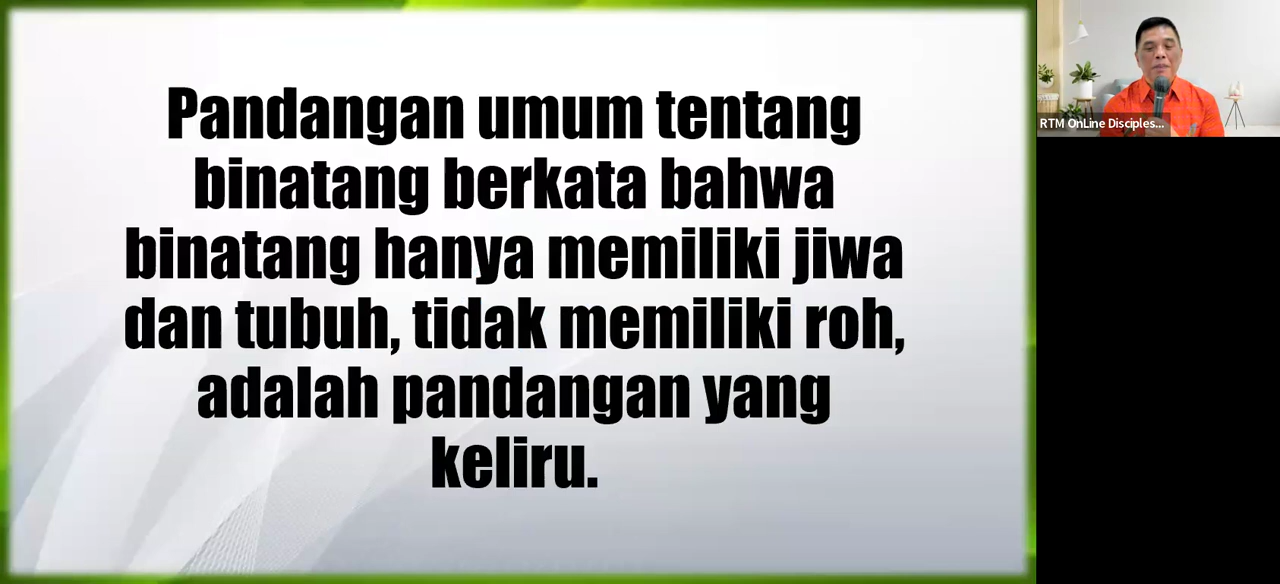 Pandangan umum tentang
binatang berkata bahwa
binatang hanya memiliki jiwa
dan tubuh, tidak memiliki roh,
adalah pandangan yang
keliru.
RTM OnLine Disciples...